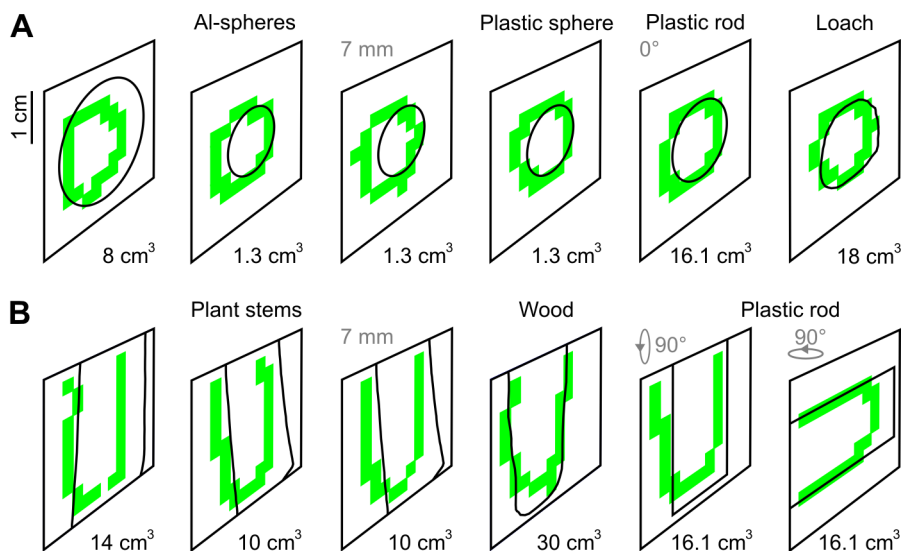 A
Al-spheres
Plastic sphere
Plastic rod
Loach
7 mm
0°
1 cm
8 cm³
1.3 cm³
1.3 cm³
1.3 cm³
16.1 cm³
18 cm³
B
Plant stems
Wood
Plastic rod
7 mm
90°
90°
14 cm³
10 cm³
10 cm³
30 cm³
16.1 cm³
16.1 cm³